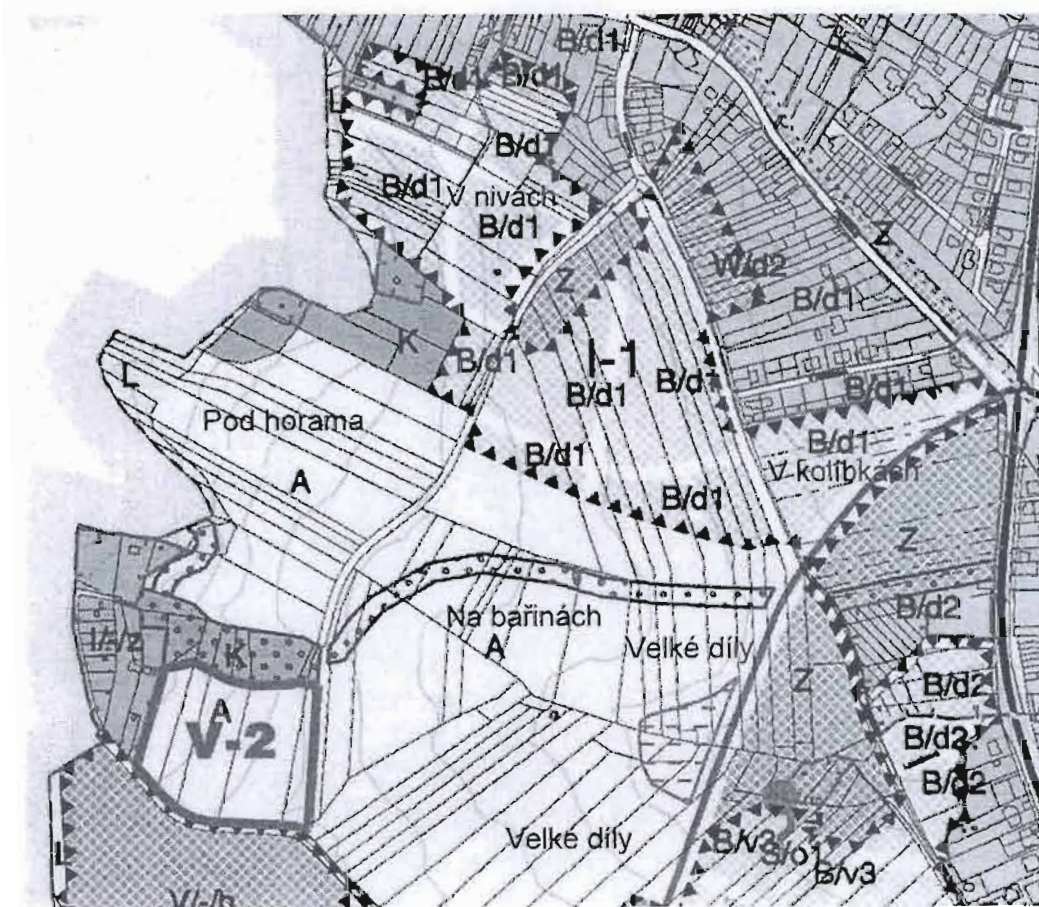 B/d1
B/d1
B/d1
L
B/d1
B/d1
V nivách
B/d1
Z
Z
W/d2
B/d1
K
B/d1
I-1
B/d1
B/d1
B/d1
L
Pod horama
B/d1
B/d1
V kolibkách
A
B/d1
Z
Na bařinách
B/d2
A
Velké díly
I/-/z
K
Z
B/d2
A
V-2
B/d2
B/d2
Velké díly
B/v3
S/o1
B/v3
L
V/-/h